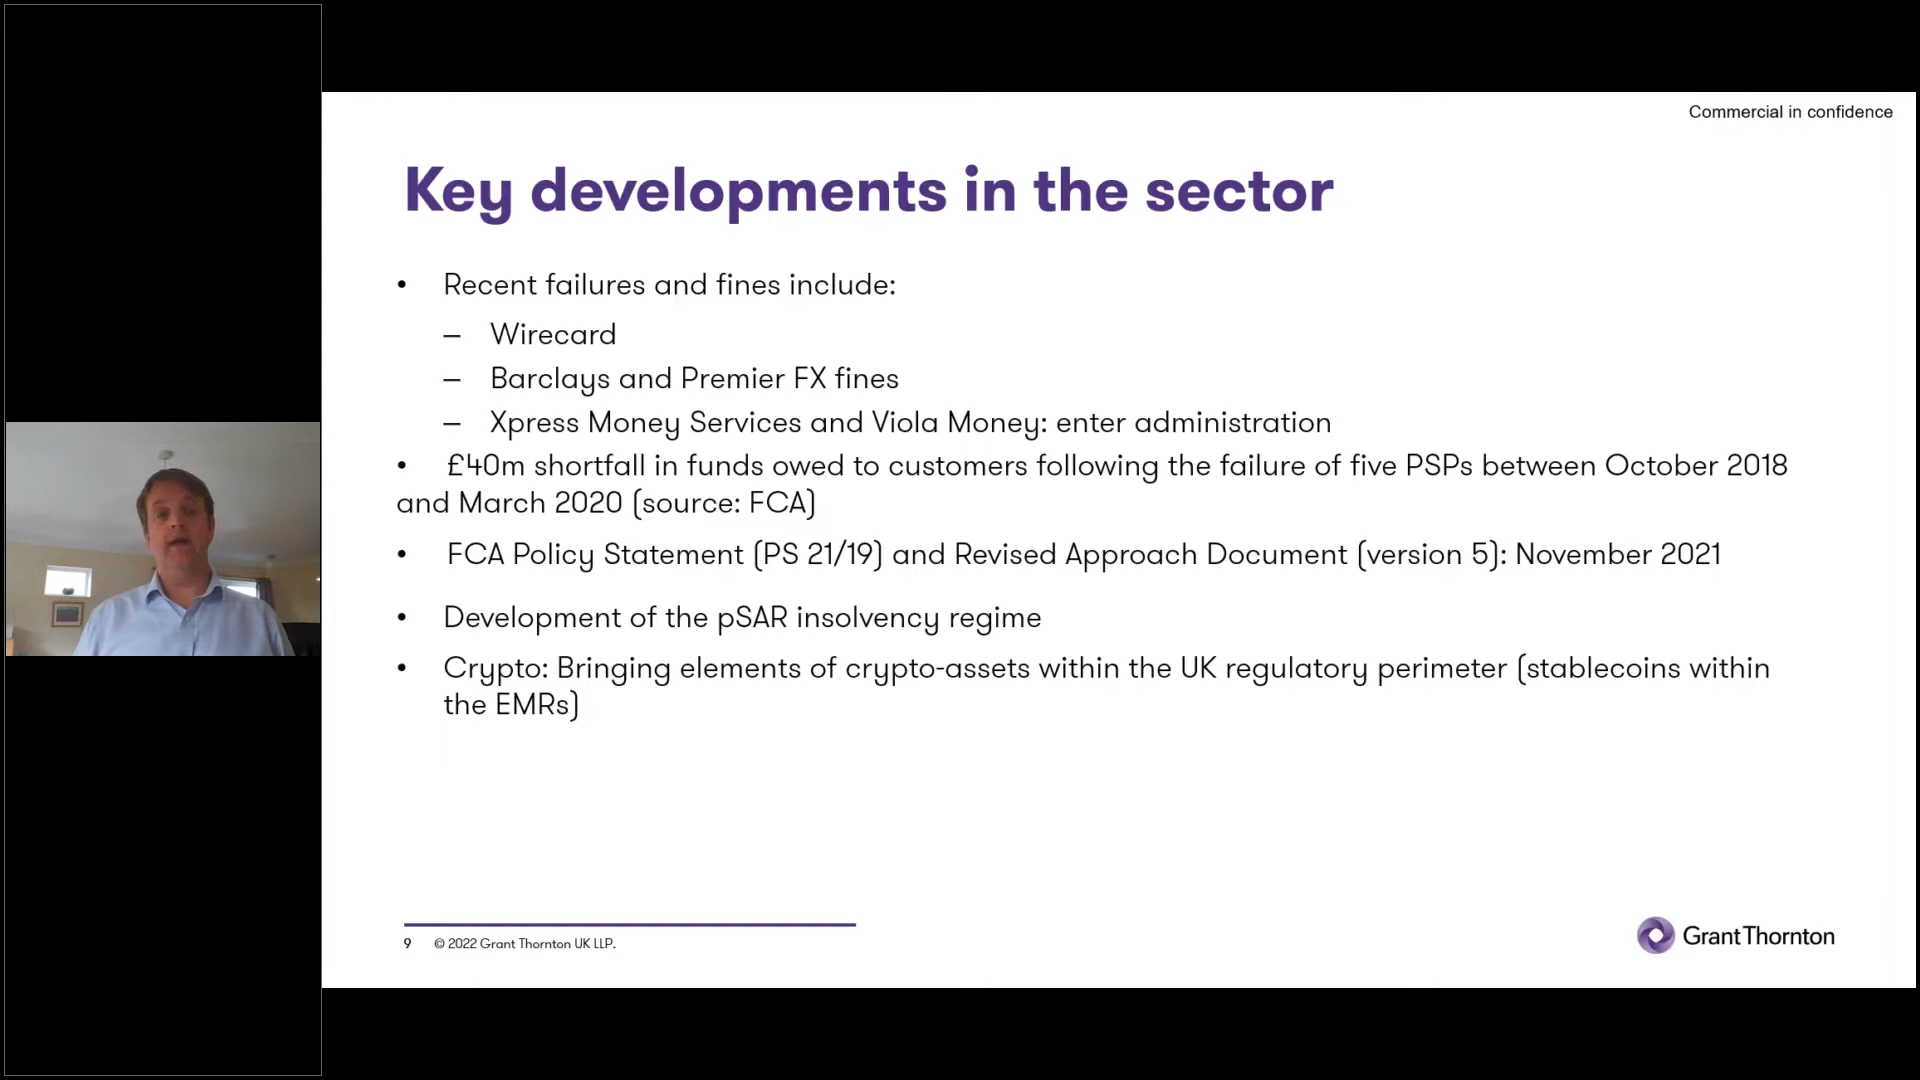 Commercial in confidence
Key developments in the sector
• Recent failures and fines include:
– Wirecard
– Barclays and Premier FX fines
– Xpress Money Services and Viola Money: enter administration
• £40m shortfall in funds owed to customers following the failure of five PSPs between October 2018
and March 2020 (source: FCA)
• FCA Policy Statement (PS 21/19) and Revised Approach Document (version 5): November 2021
• Development of the pSAR insolvency regime
• Crypto: Bringing elements of crypto-assets within the UK regulatory perimeter (stablecoins within
the EMRs)
9 © 2022 Grant Thornton UK LLP.
Grant Thornton